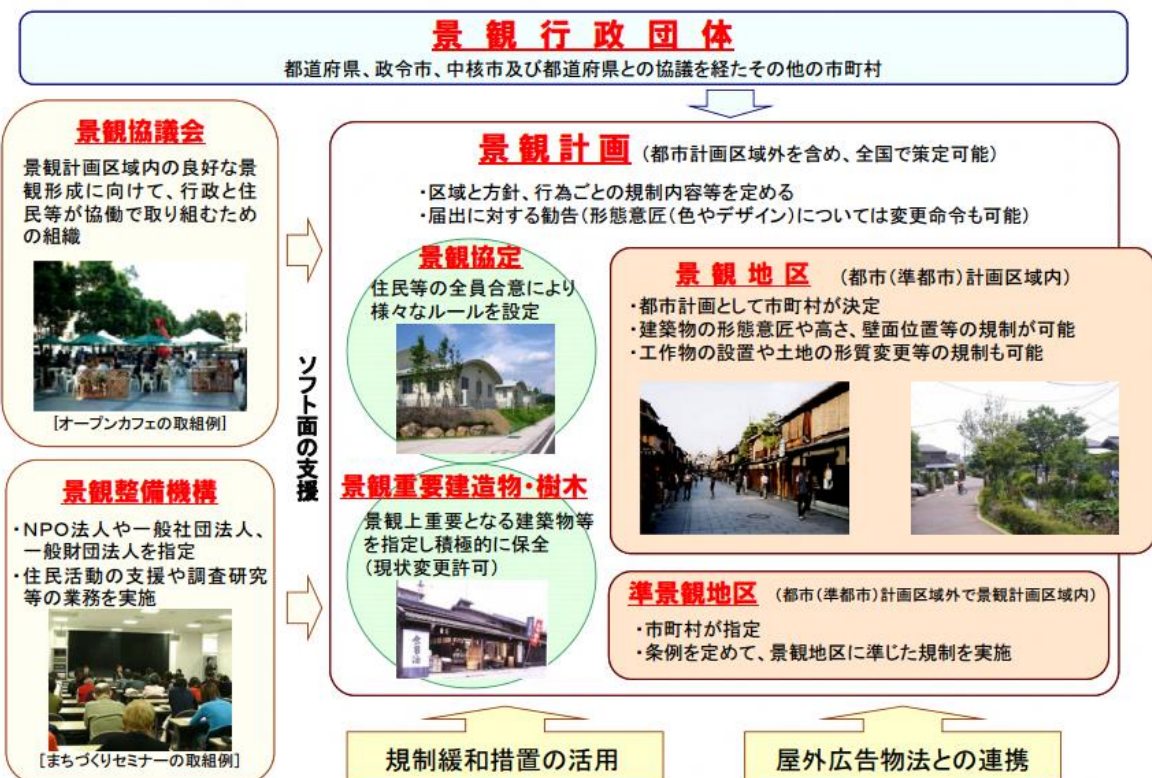 景観行政団体
都道府県、政令市、中核市及び都道府県との協議を経たその他の市町村
景観協議会
景観計画区域内の良好な景
観形成に向けて、行政と住
民等が協働で取り組むため
の組織
[オープンカフェの取組例]
景観整備機構
・NPO法人や一般社団法人、
一般財団法人を指定
・住民活動の支援や調査研究
等の業務を実施
[まちづくりセミナーの取組例]
ソフト面の支援
景観計画 (都市計画区域外を含め、全国で策定可能)
・区域と方針、行為ごとの規制内容等を定める
・届出に対する勧告(形態意匠(色やデザイン)については変更命令も可能)
景観協定
住民等の全員合意により
様々なルールを設定
景観重要建造物・樹木
景観上重要となる建築物等
を指定し積極的に保全
(現状変更許可)
景観地区 (都市(準都市)計画区域内)
・都市計画として市町村が決定
・建築物の形態意匠や高さ、壁面位置等の規制が可能
・工作物の設置や土地の形質変更等の規制も可能
準景観地区 (都市(準都市)計画区域外で景観計画区域内)
・市町村が指定
・条例を定めて、景観地区に準じた規制を実施
規制緩和措置の活用
屋外広告物法との連携